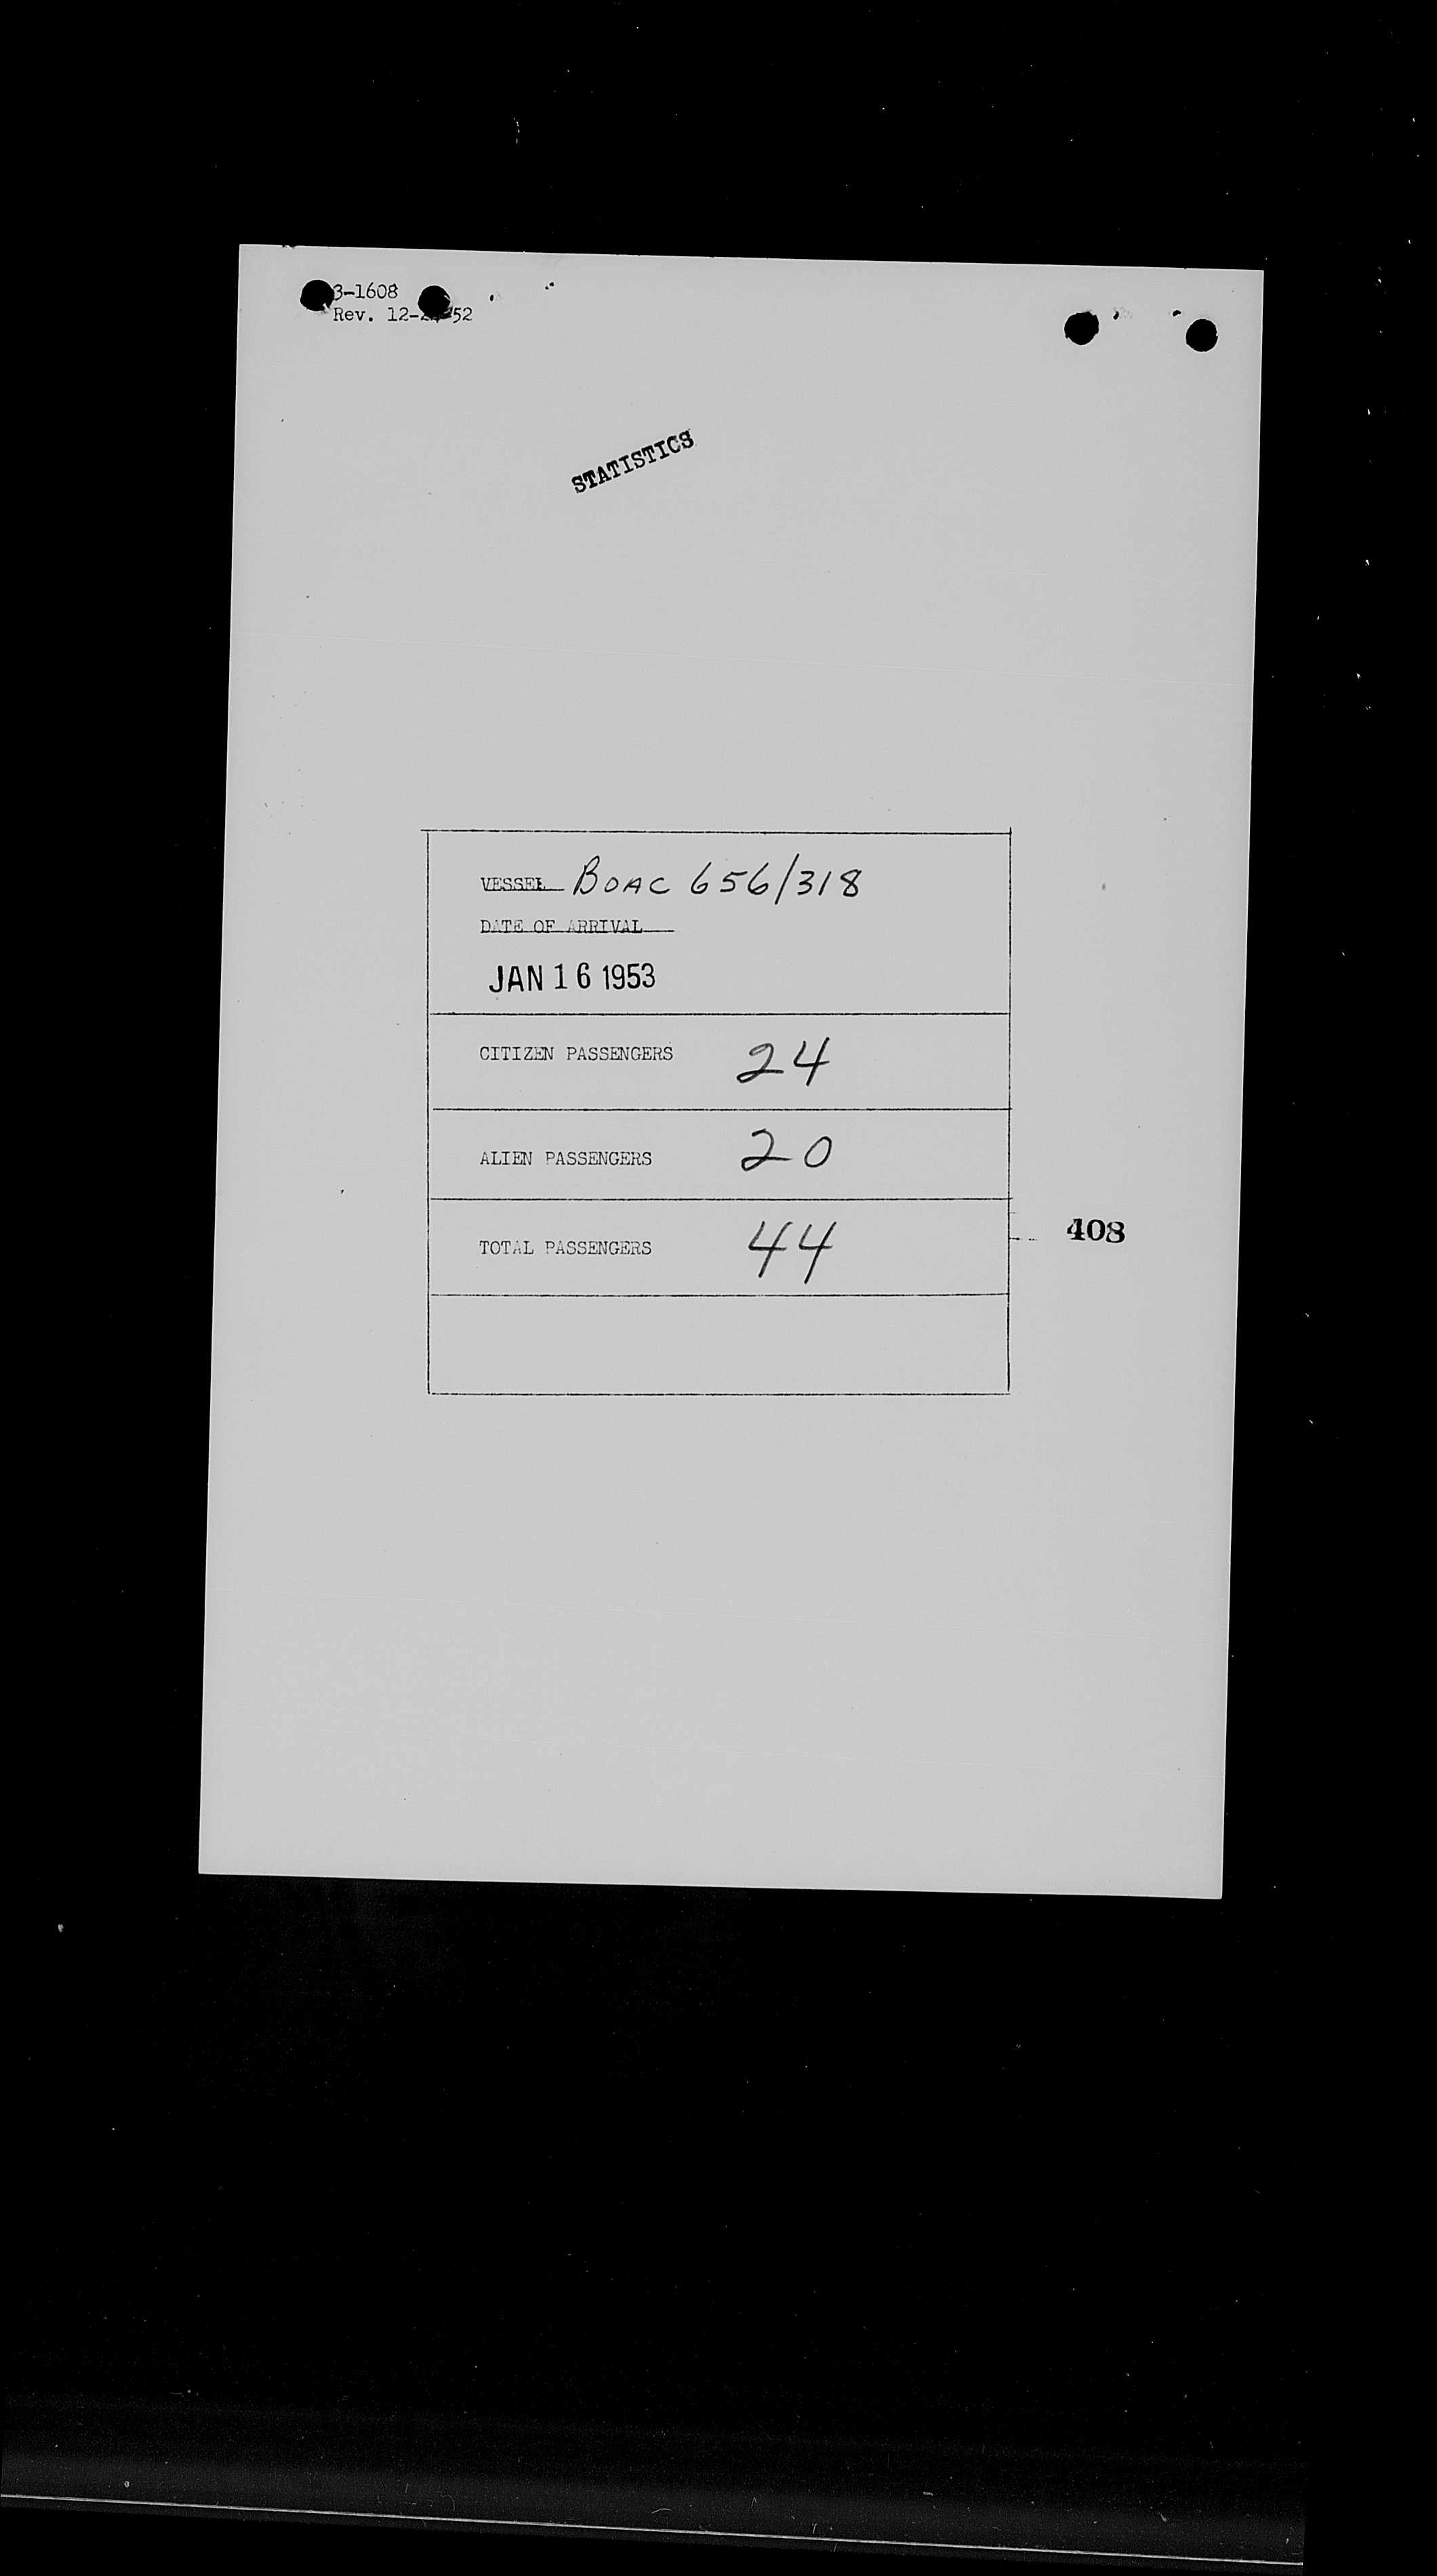 3-1608
Rev. 12-24-52
STATISTICS
VESSEL BOAC 656/318
DATE OF ARRIVAL
JAN 16 1953
CITIZEN PASSENGERS 24
ALIEN PASSENGERS 20
TOTAL PASSENGERS 44
408